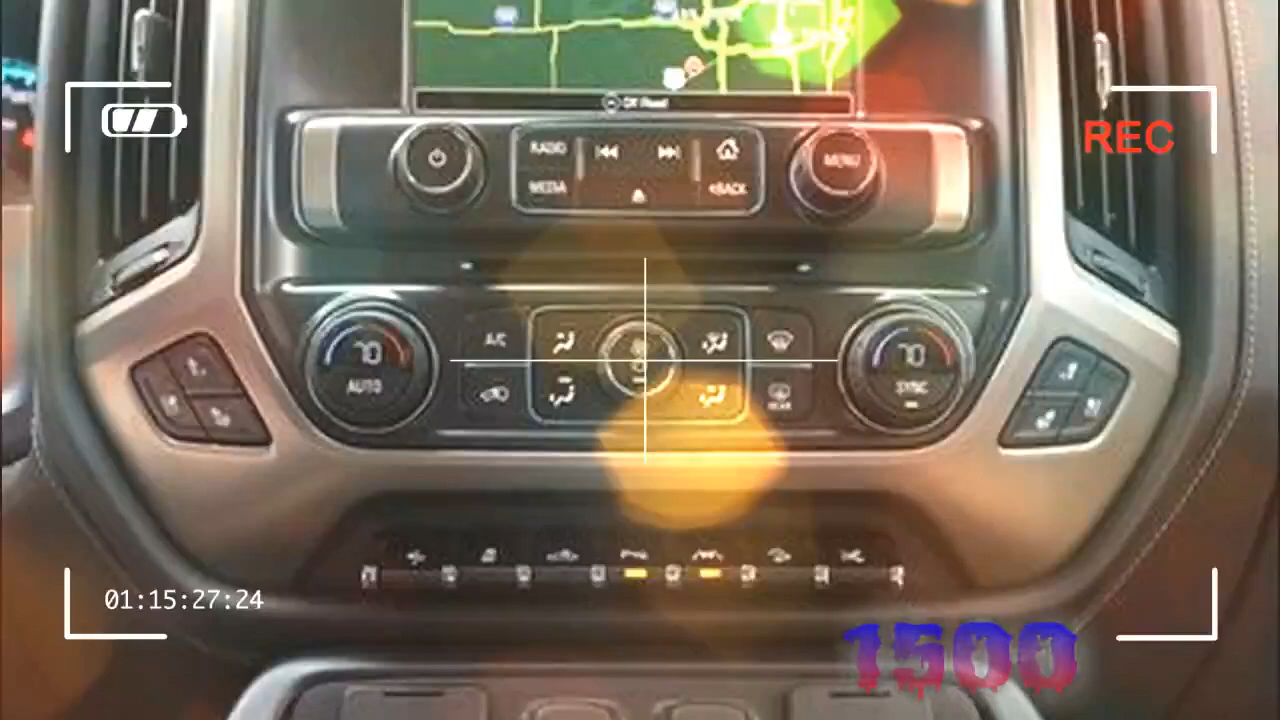 Off Road
REC
RADIO
MEDIA
BACK
MENU
A/C
70
AUTO
70
SYNC
REAR
01:15:27:24
1500